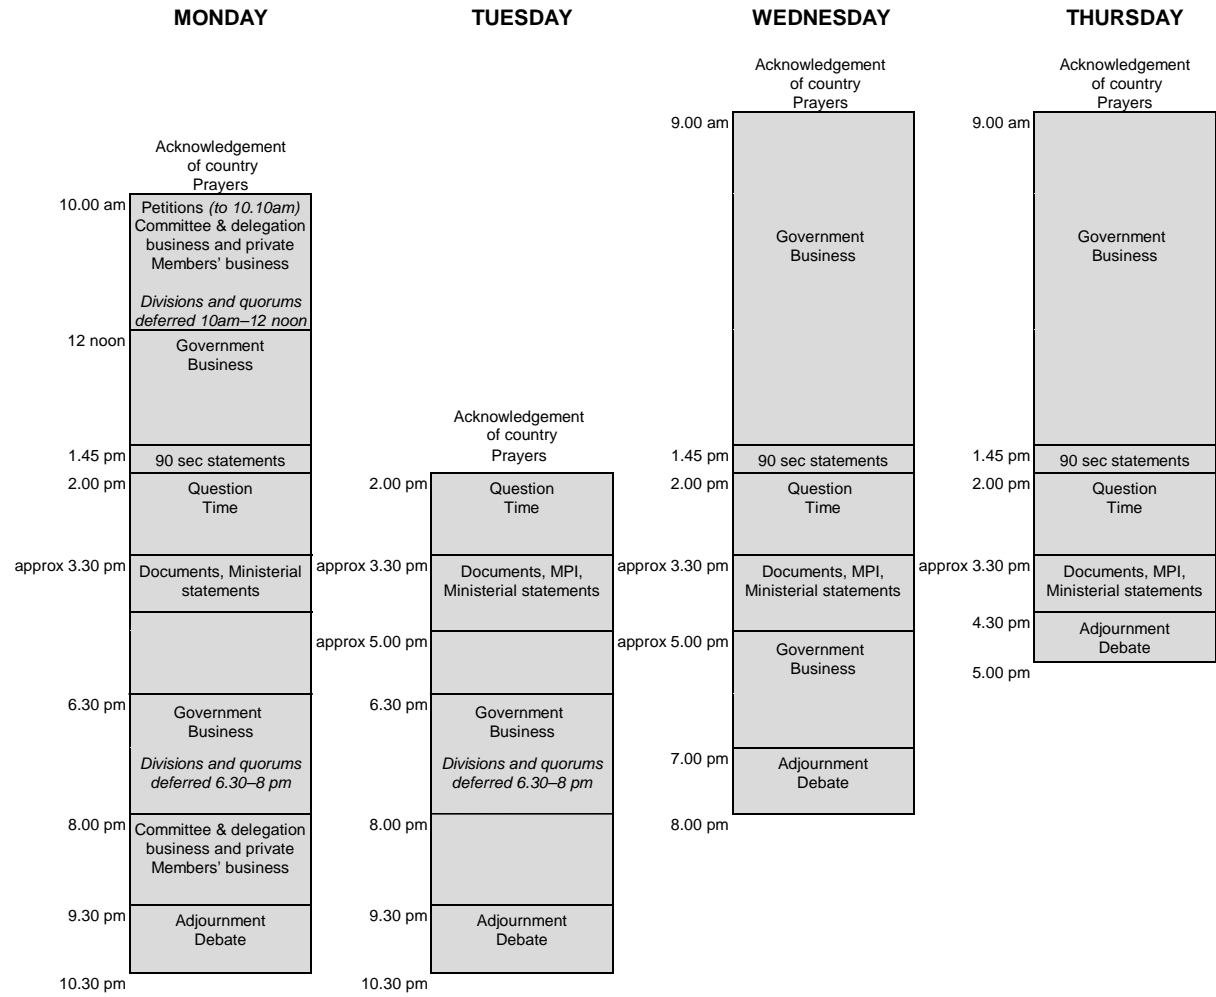 MONDAY
Acknowledgement
of country
Prayers
10.00 am
Petitions (to 10.10am)
Committee & delegation
business and private
Members’ business
Divisions and quorums
deferred 10am–12 noon
12 noon
Government
Business
1.45 pm
90 sec statements
2.00 pm
Question
Time
approx 3.30 pm
Documents, Ministerial
statements
6.30 pm
Government
Business
Divisions and quorums
deferred 6.30–8 pm
8.00 pm
Committee & delegation
business and private
Members’ business
9.30 pm
Adjournment
Debate
10.30 pm
TUESDAY
Acknowledgement
of country
Prayers
2.00 pm
Question
Time
approx 3.30 pm
Documents, MPI,
Ministerial statements
approx 5.00 pm
6.30 pm
Government
Business
Divisions and quorums
deferred 6.30–8 pm
8.00 pm
9.30 pm
Adjournment
Debate
10.30 pm
WEDNESDAY
Acknowledgement
of country
Prayers
9.00 am
Government
Business
1.45 pm
90 sec statements
2.00 pm
Question
Time
approx 3.30 pm
Documents, MPI,
Ministerial statements
approx 5.00 pm
Government
Business
7.00 pm
Adjournment
Debate
8.00 pm
THURSDAY
Acknowledgement
of country
Prayers
9.00 am
Government
Business
1.45 pm
90 sec statements
2.00 pm
Question
Time
approx 3.30 pm
Documents, MPI,
Ministerial statements
4.30 pm
Adjournment
Debate
5.00 pm